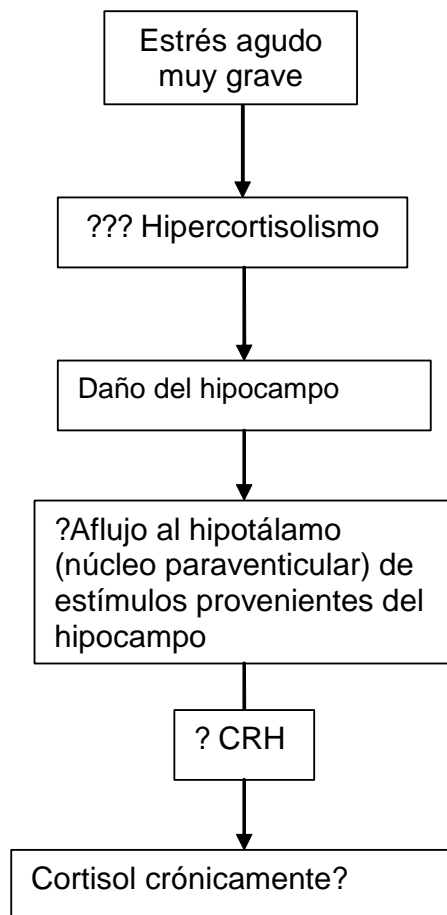 Estrés agudo
muy grave
??? Hipercortisolismo
Daño del hipocampo
?Aflujo al hipotálamo
(núcleo paraventicular) de
estímulos provenientes del
hipocampo
? CRH
Cortisol crónicamente?